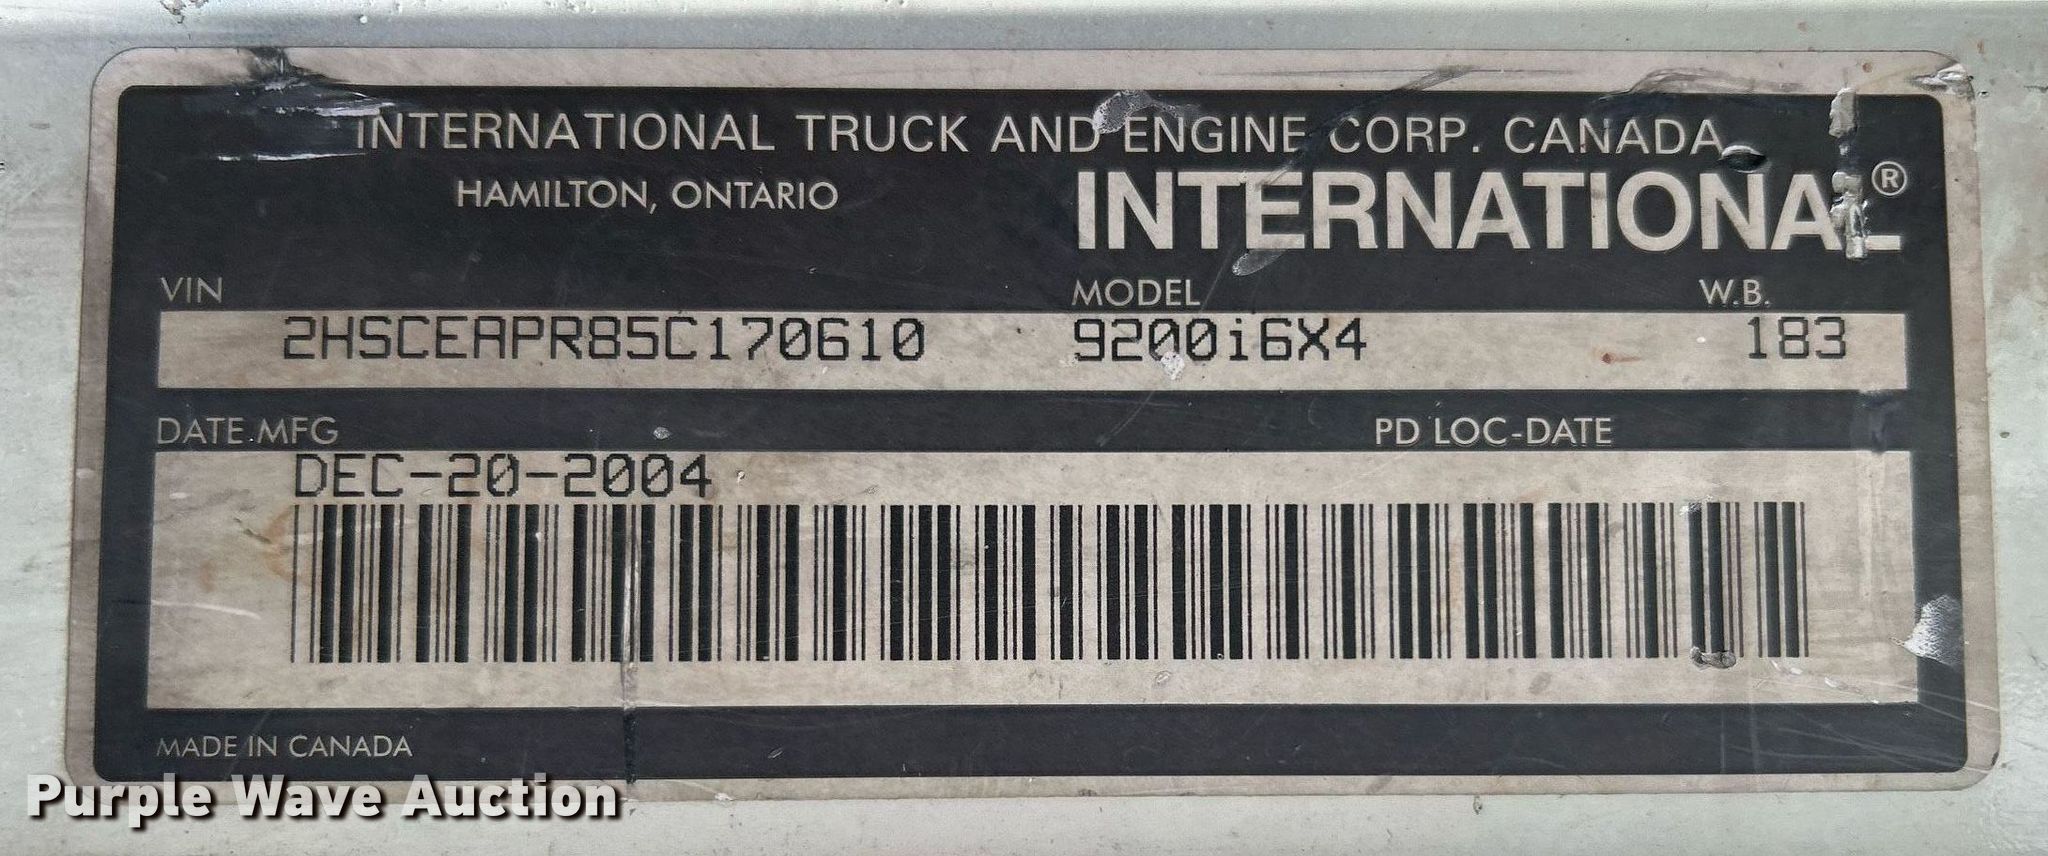 INTERNATIONAL TRUCK AND ENGINE CORP. CANADA
HAMILTON, ONTARIO
INTERNATIONAL®
VIN MODEL W.B.
2HSCEAPR85C170610 9200i6X4 183
DATE MFG PD LOC-DATE
DEC-20-2004
MADE IN CANADA
Purple Wave Auction